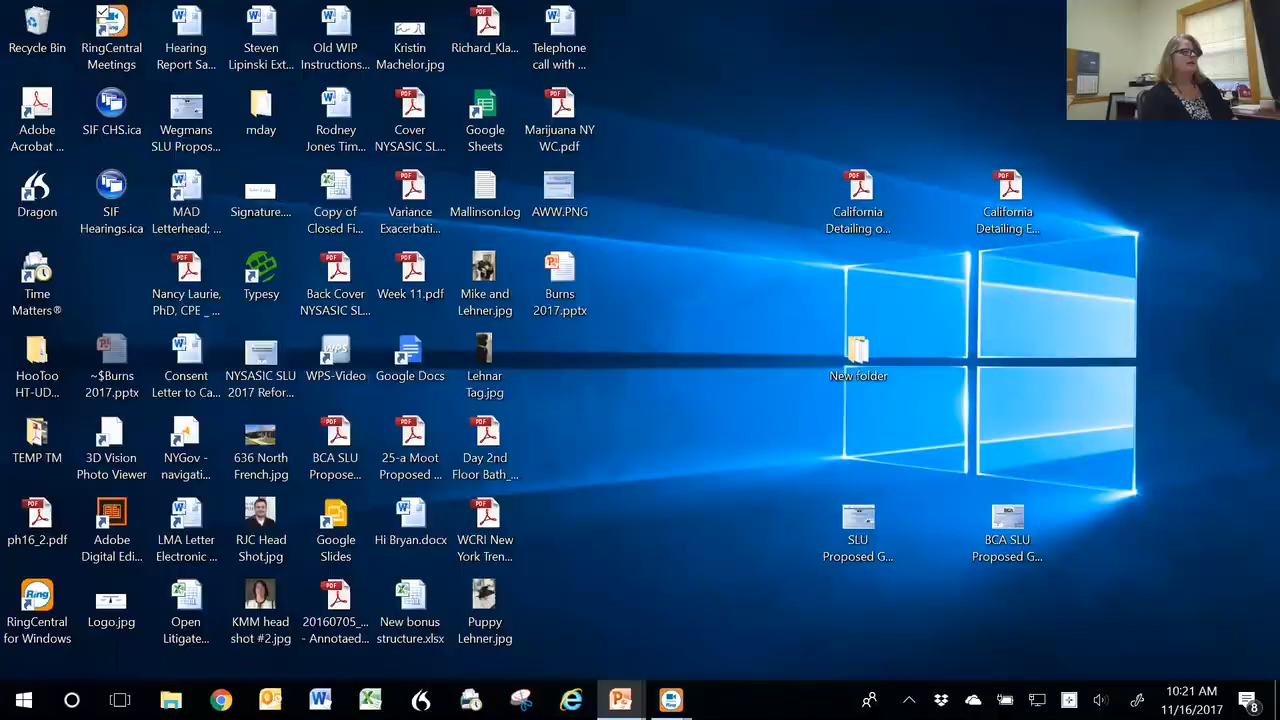 Recycle Bin
RingCentral Meetings
Hearing Report Sa...
Steven Lipinski Ext...
Old WIP Instructions...
Kristin Machelor.jpg
Richard_Kla...
Telephone call with ...
Adobe Acrobat ...
SIF CHS.ica
Wegmans SLU Propos...
mday
Rodney Jones Tim...
Cover NYSASIC SL...
Google Sheets
Marijuana NY WC.pdf
Dragon
SIF Hearings.ica
MAD Letterhead; ...
Signature....
Copy of Closed Fi...
Variance Exacerbati...
Mallinson.log
AWW.PNG
California Detailing o...
California Detailing E...
Time Matters®
Nancy Laurie, PhD, CPE _ ...
Typesy
Back Cover NYSASIC SL...
Week 11.pdf
Mike and Lehner.jpg
Burns 2017.pptx
HooToo HT-UD...
~$Burns 2017.pptx
Consent Letter to Ca...
NYSASIC SLU 2017 Refor...
WPS-Video
Google Docs
Lehnar Tag.jpg
New folder
TEMP TM
3D Vision Photo Viewer
NYGov - navigati...
636 North French.jpg
BCA SLU Propose...
25-a Moot Proposed ...
Day 2nd Floor Bath_...
ph16_2.pdf
Adobe Digital Edi...
LMA Letter Electronic ...
RJC Head Shot.jpg
Google Slides
Hi Bryan.docx
WCRI New York Tren...
SLU Proposed G...
BCA SLU Proposed G...
RingCentral for Windows
Logo.jpg
Open Litigate...
KMM head shot #2.jpg
20160705_... - Annotaed...
New bonus structure.xlsx
Puppy Lehner.jpg
10:21 AM
11/16/2017
8